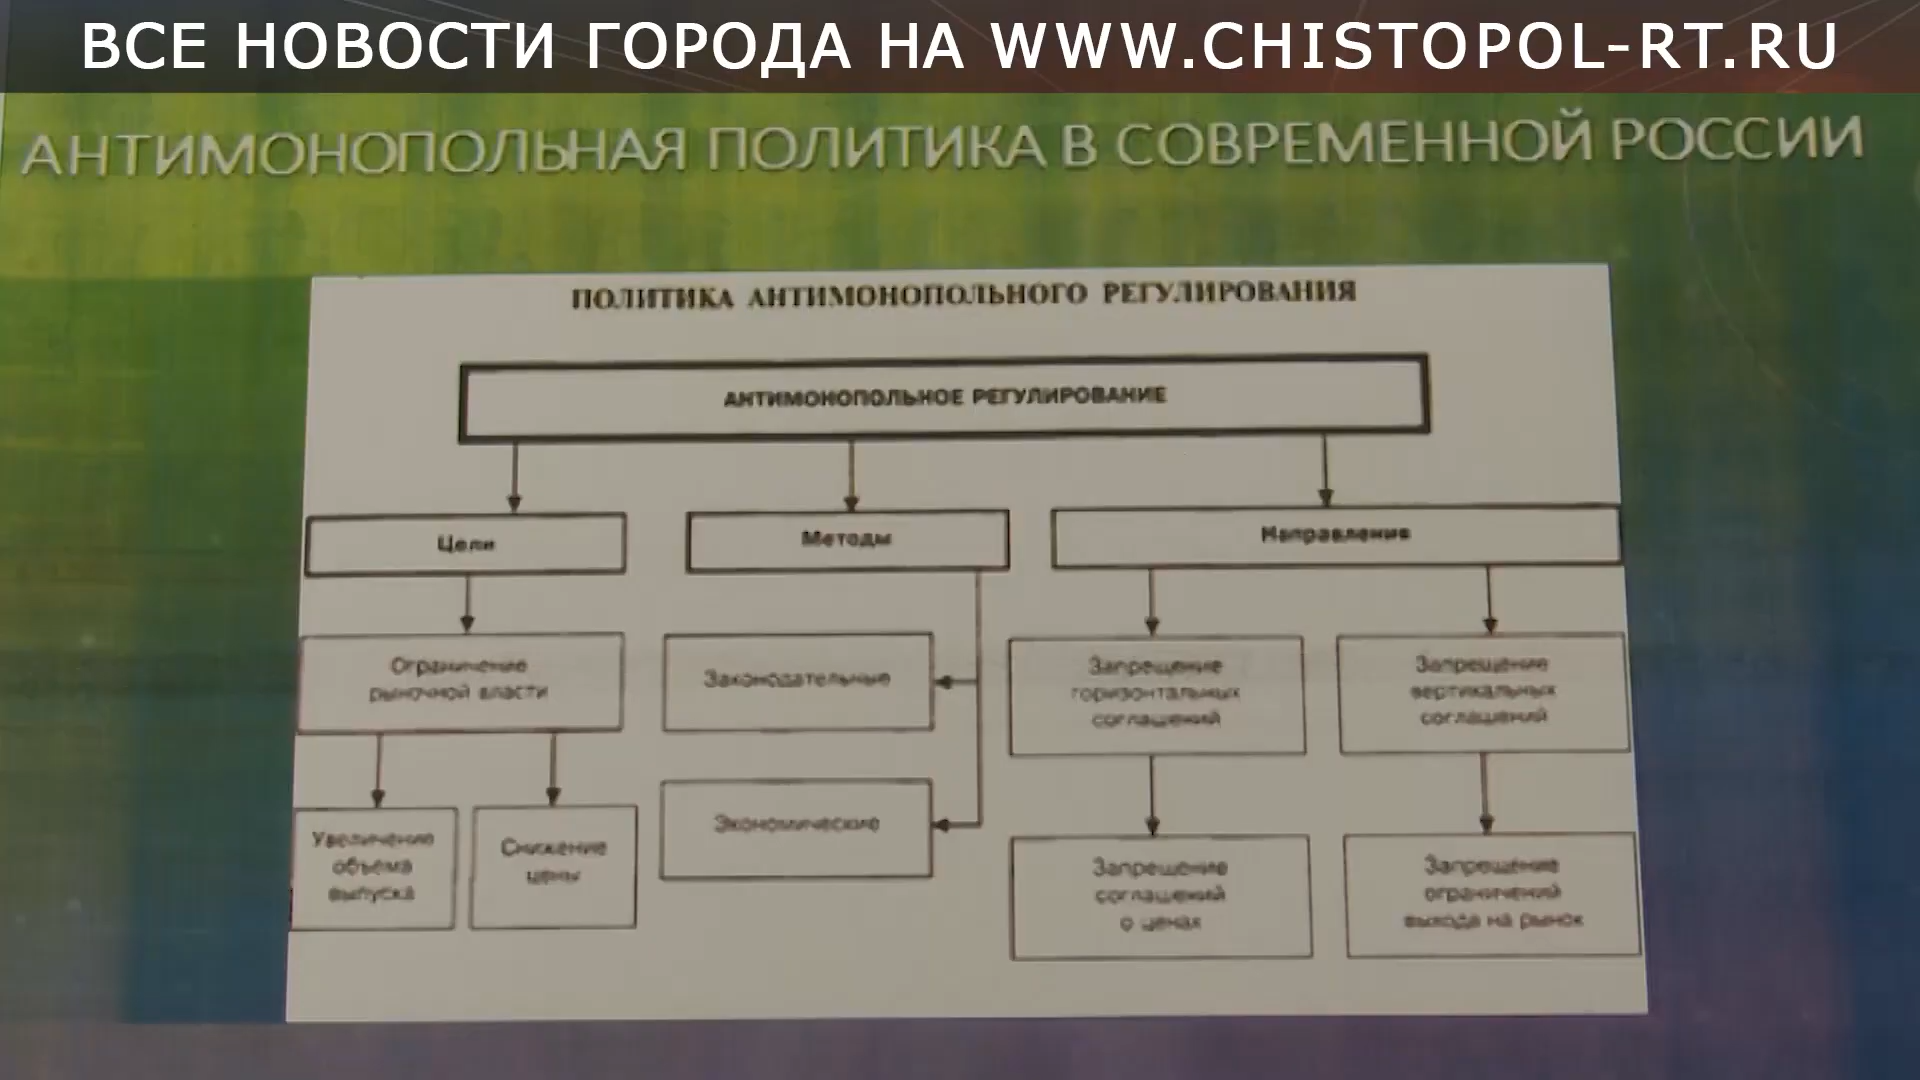 ВСЕ НОВОСТИ ГОРОДА НА WWW.CHISTOPOL-RT.RU
АНТИМОНОПОЛЬНАЯ ПОЛИТИКА В СОВРЕМЕННОЙ РОССИИ
ПОЛИТИКА АНТИМОНОПОЛЬНОГО РЕГУЛИРОВАНИЯ
АНТИМОНОПОЛЬНОЕ РЕГУЛИРОВАНИЕ
Цели
Методы
Направления
Ограничение
рыночной власти
Законодательные
Запрещение
горизонтальных
соглашений
Запрещение
вертикальных
соглашений
Увеличение
объема
выпуска
Снижение
цены
Экономические
Запрещение
соглашений
о ценах
Запрещение
ограничений
выхода на рынок